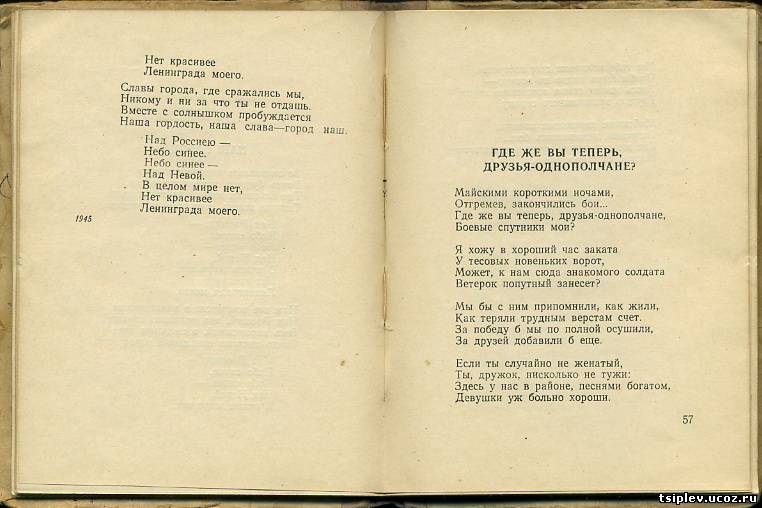 Нет красивее
Ленинграда моего.
Славы города, где сражались мы,
Никому и ни за что ты не отдашь.
Вместе с солнышком пробуждается
Наша гордость, наша слава—город наш.
Над Россиею —
Небо синее.
Небо синее —
Над Невой.
В целом мире нет,
Нет красивее
Ленинграда моего.
1945
ГДЕ ЖЕ ВЫ ТЕПЕРЬ,
ДРУЗЬЯ-ОДНОПОЛЧАНЕ?
Майскими короткими ночами,
Отгремев, закончились бои...
Где же вы теперь, друзья-однополчане,
Боевые спутники мои?
Я хожу в хороший час заката
У тесовых новеньких ворот,
Может, к нам сюда знакомого солдата
Ветерок попутный занесет?
Мы бы с ним припомнили, как жили,
Как теряли трудным верстам счет.
За победу б мы по полной осушили,
За друзей добавили б еще.
Если ты случайно не женатый,
Ты, дружок, нисколько не тужи:
Здесь у нас в районе, песнями богатом,
Девушки уж больно хороши.
57
tsiplev.ucoz.ru